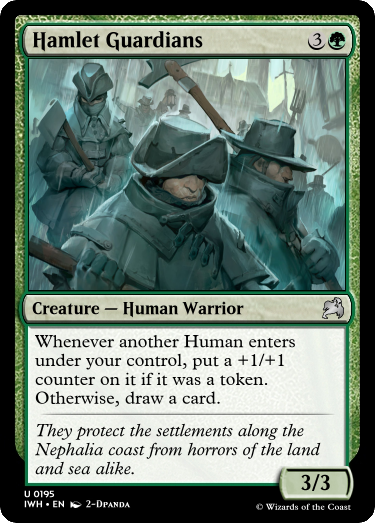 Hamlet Guardians 3
Creature — Human Warrior
Whenever another Human enters
under your control, put a +1/+1
counter on it if it was a token.
Otherwise, draw a card.
They protect the settlements along the
Nephalia coast from horrors of the land
and sea alike.
3/3
U 0195
IWH • EN 2-Dpanda
© Wizards of the Coast